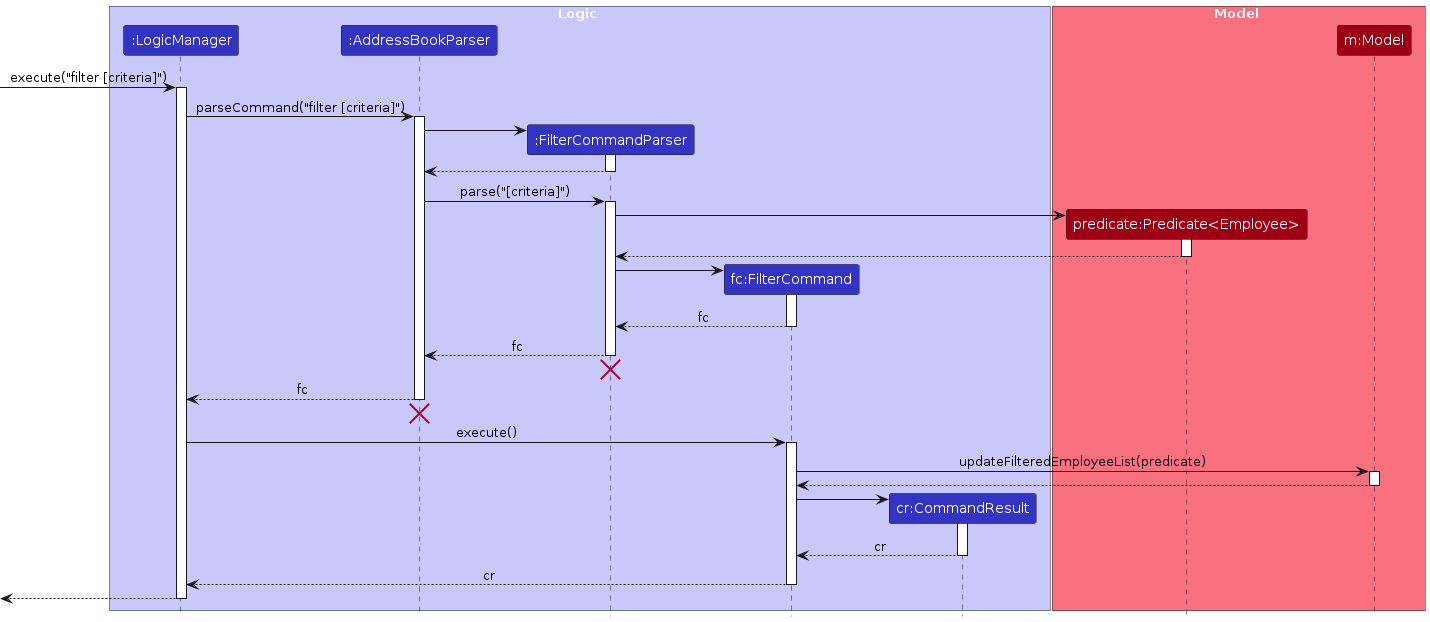 Logic
Model
:LogicManager
:AddressBookParser
m:Model
execute("filter [criteria]")
parseCommand("filter [criteria]")
:FilterCommandParser
parse("[criteria]")
predicate:Predicate<Employee>
fc:FilterCommand
fc
fc
fc
execute()
updateFilteredEmployeeList(predicate)
cr:CommandResult
cr
cr